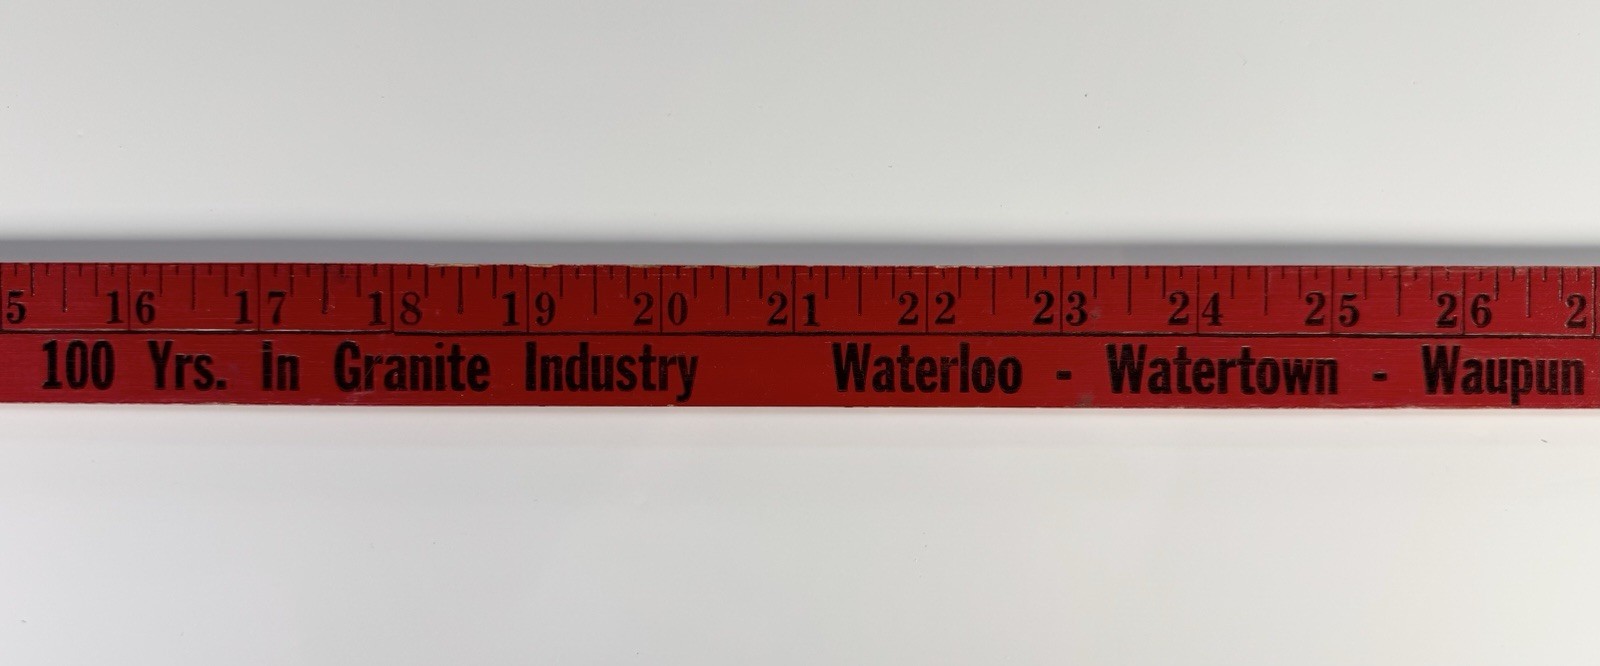 5 16 17 18 19 20 21 22 23 24 25 26 2
100 Yrs. in Granite Industry Waterloo - Watertown - Waupun